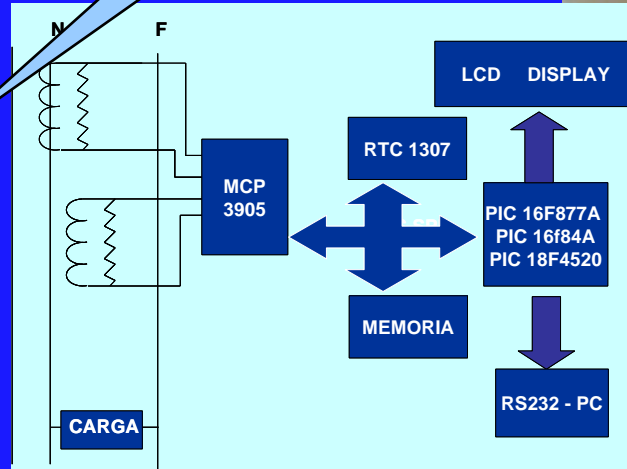 N F
LCD DISPLAY
RTC 1307
MCP
3905
PIC 16F877A
PIC 16f84A
PIC 18F4520
MEMORIA
RS232 - PC
CARGA